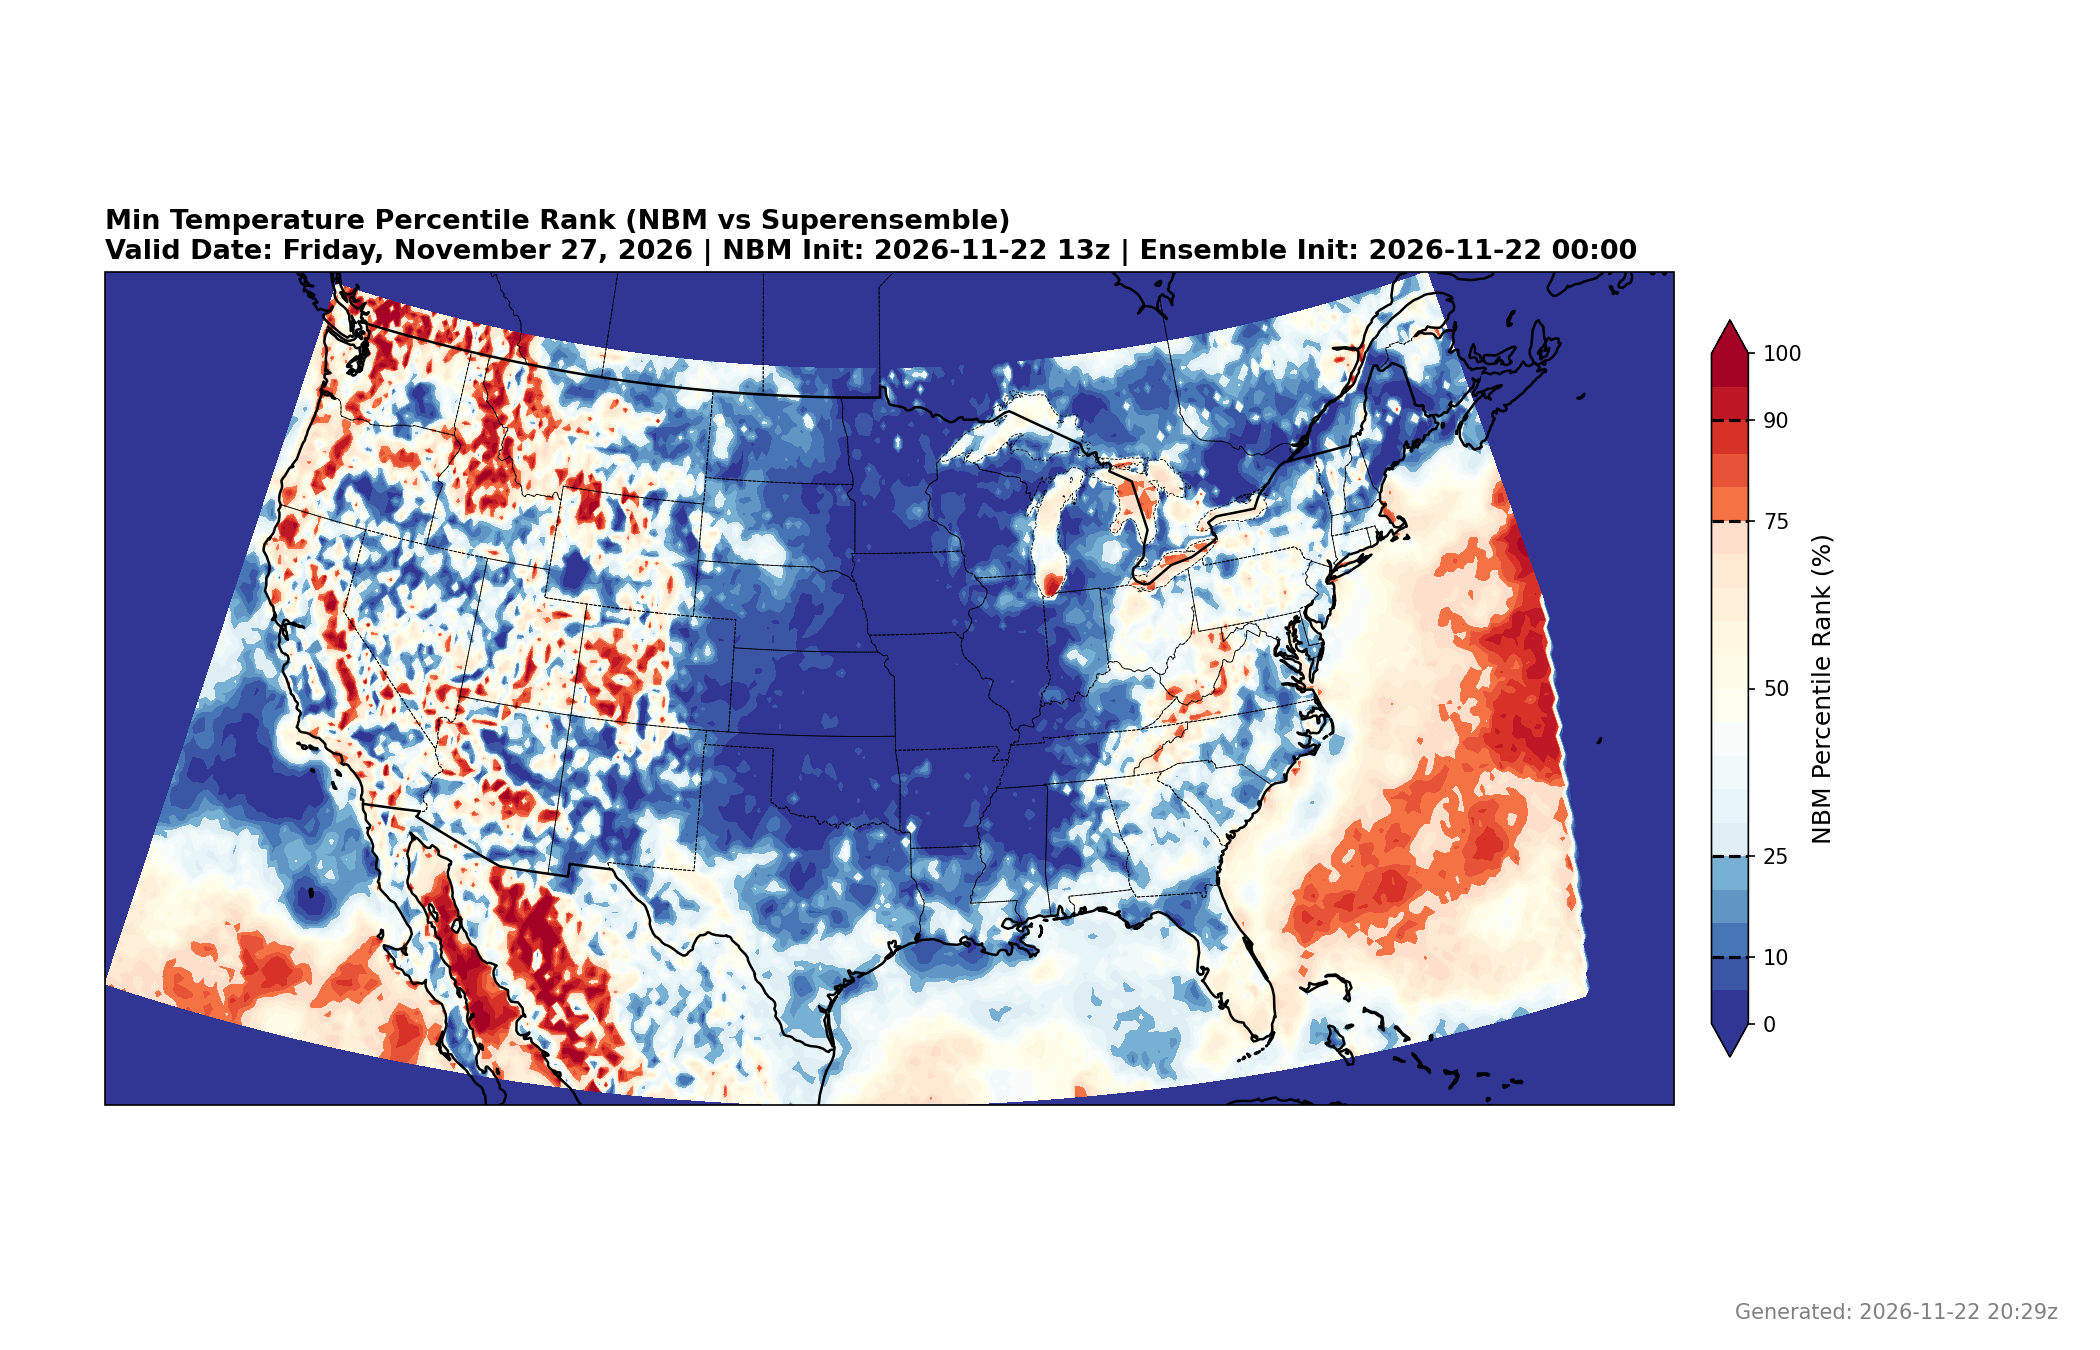 Min Temperature Percentile Rank (NBM vs Superensemble)
Valid Date: Friday, November 27, 2026 | NBM Init: 2026-11-22 13z | Ensemble Init: 2026-11-22 00:00
100
90
75
50
25
10
0
NBM Percentile Rank (%)
Generated: 2026-11-22 20:29z